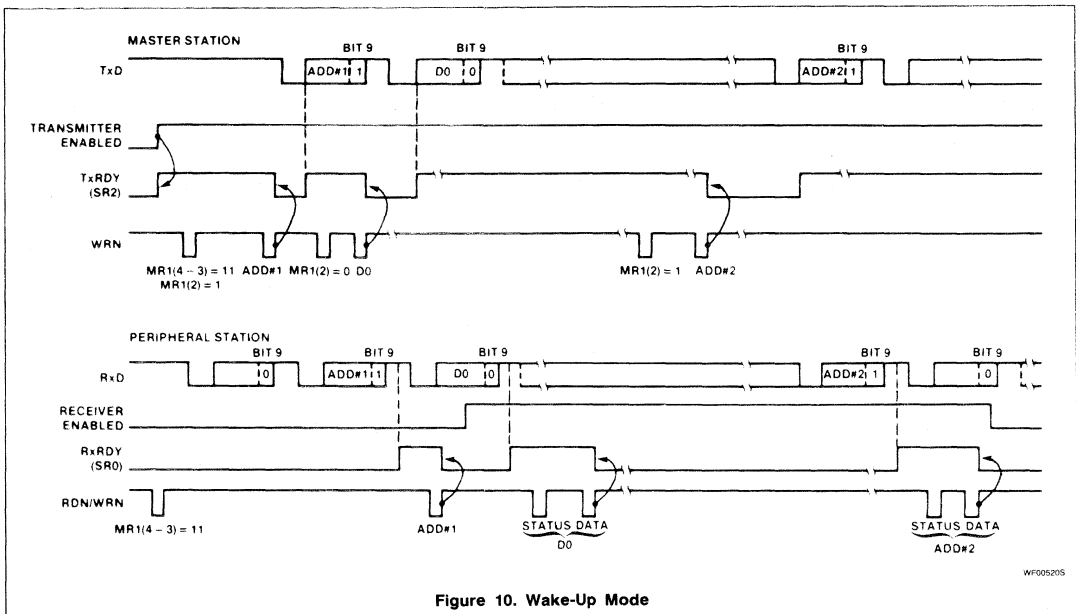 MASTER STATION
BIT 9 BIT 9 BIT 9
TxD ADD#1 1 D0 0 ADD#2 1
TRANSMITTER
ENABLED
TxRDY
(SR2)
WRN
MR1(4 – 3) = 11 ADD#1 MR1(2) = 0 D0 MR1(2) = 1 ADD#2
MR1(2) = 1
PERIPHERAL STATION
BIT 9 BIT 9 BIT 9 BIT 9 BIT 9
RxD 0 ADD#1 1 D0 0 ADD#2 1 0
RECEIVER
ENABLED
RxRDY
(SR0)
RDN/WRN
MR1(4 – 3) = 11 ADD#1 STATUS DATA STATUS DATA
D0 ADD#2
WF00520S
Figure 10. Wake-Up Mode